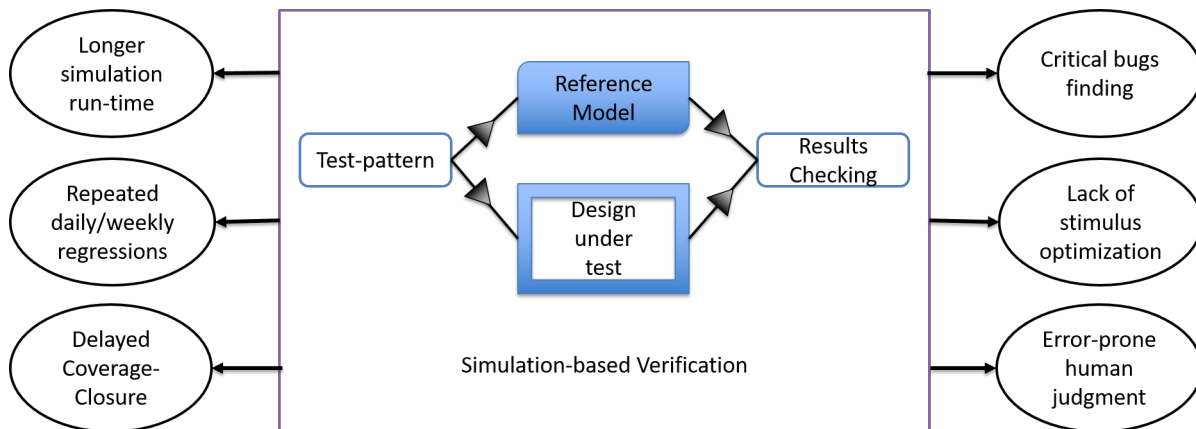 Longer
simulation
run-time
Repeated
daily/weekly
regressions
Delayed
Coverage-
Closure
Test-pattern
Reference
Model
Design
under
test
Results
Checking
Simulation-based Verification
Critical bugs
finding
Lack of
stimulus
optimization
Error-prone
human
judgment